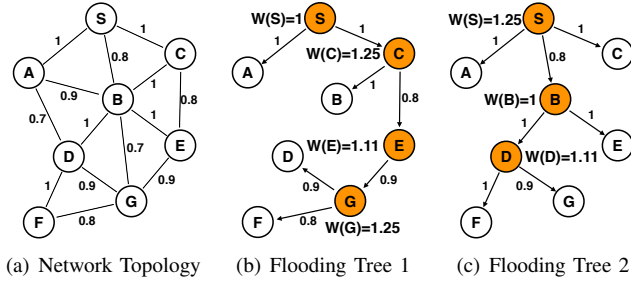 S
1
1
0.8
A
C
0.9
1
B
0.8
0.7
1
1
0.7
D
E
1
0.9
0.9
F
0.8
G
(a) Network Topology
W(S)=1
S
1
1
A
W(C)=1.25
C
1
B
0.8
W(E)=1.11
E
D
0.9
0.9
G
F
0.8
W(G)=1.25
(b) Flooding Tree 1
W(S)=1.25
S
1
1
A
0.8
C
W(B)=1
B
1
1
E
D
W(D)=1.11
1
0.9
F
G
(c) Flooding Tree 2